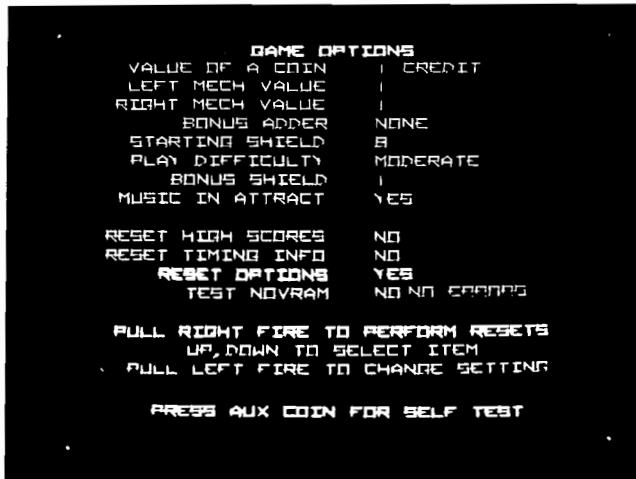 GAME OPTIONS
VALUE OF A COIN 1 CREDIT
LEFT MECH VALUE 1
RIGHT MECH VALUE 1
BONUS ADDER NONE
STARTING SHIELD 8
PLAY DIFFICULTY MODERATE
BONUS SHIELD 1
MUSIC IN ATTRACT YES
RESET HIGH SCORES NO
RESET TIMING INFO NO
RESET OPTIONS YES
TEST NOVRAM NO NO ERRORS
PULL RIGHT FIRE TO PERFORM RESETS
UP,DOWN TO SELECT ITEM
PULL LEFT FIRE TO CHANGE SETTING
PRESS AUX COIN FOR SELF TEST